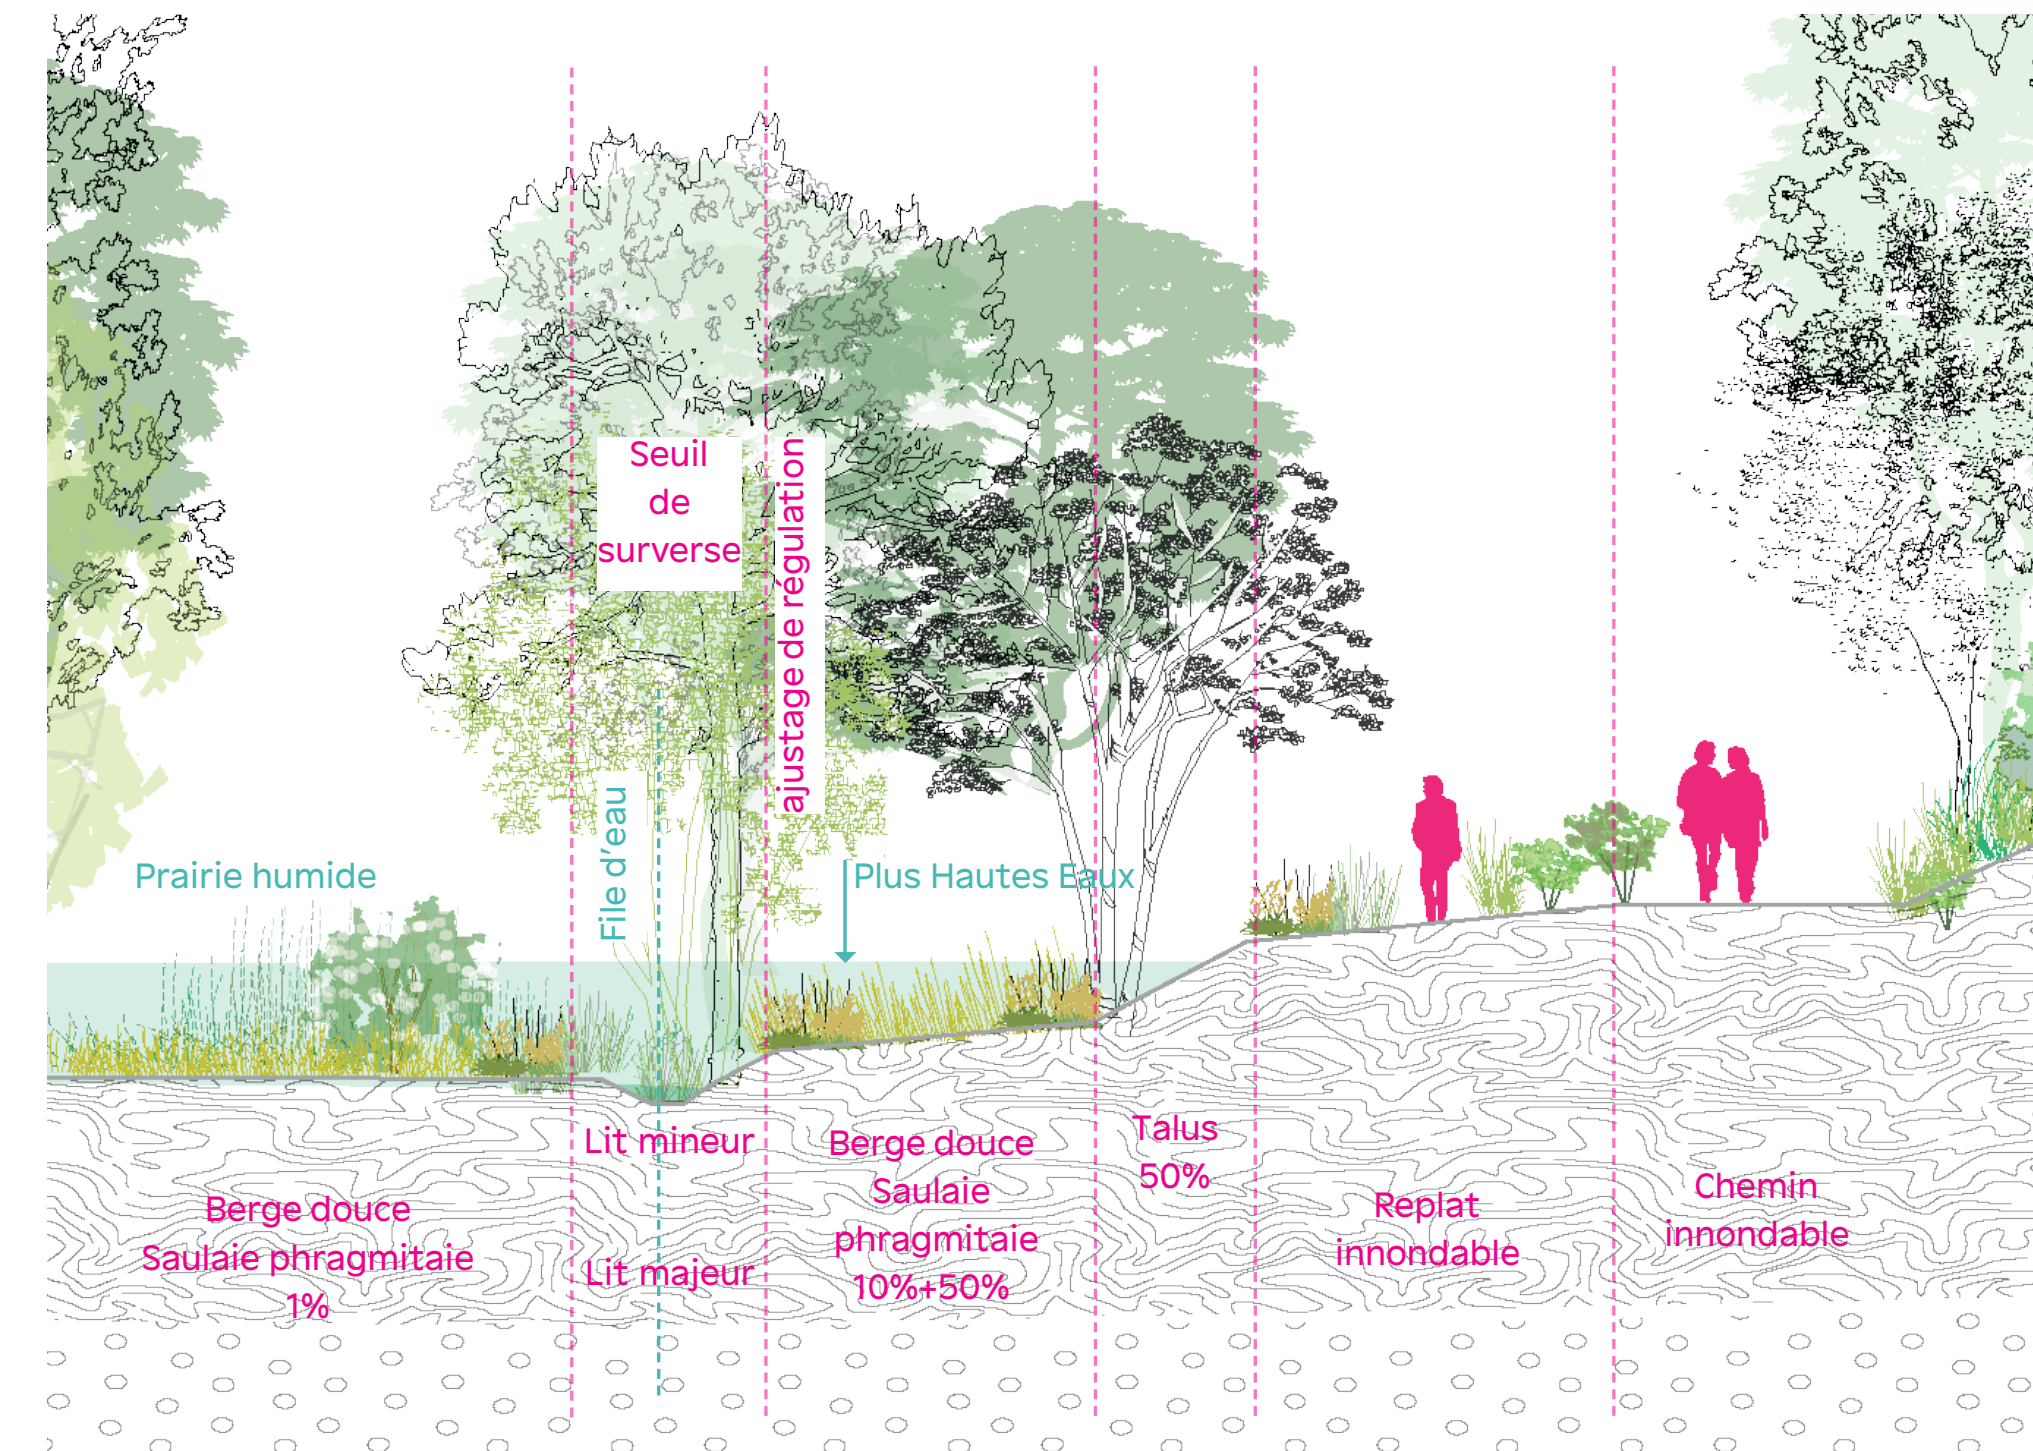 Seuil
de
surverse
ajustage de régulation
File d'eau
Prairie humide
Plus Hautes Eaux
Lit mineur
Lit majeur
Berge douce
Saulaie phragmitaie
1%
Berge douce
Saulaie
phragmitaie
10%+50%
Talus
50%
Replat
innondable
Chemin
innondable